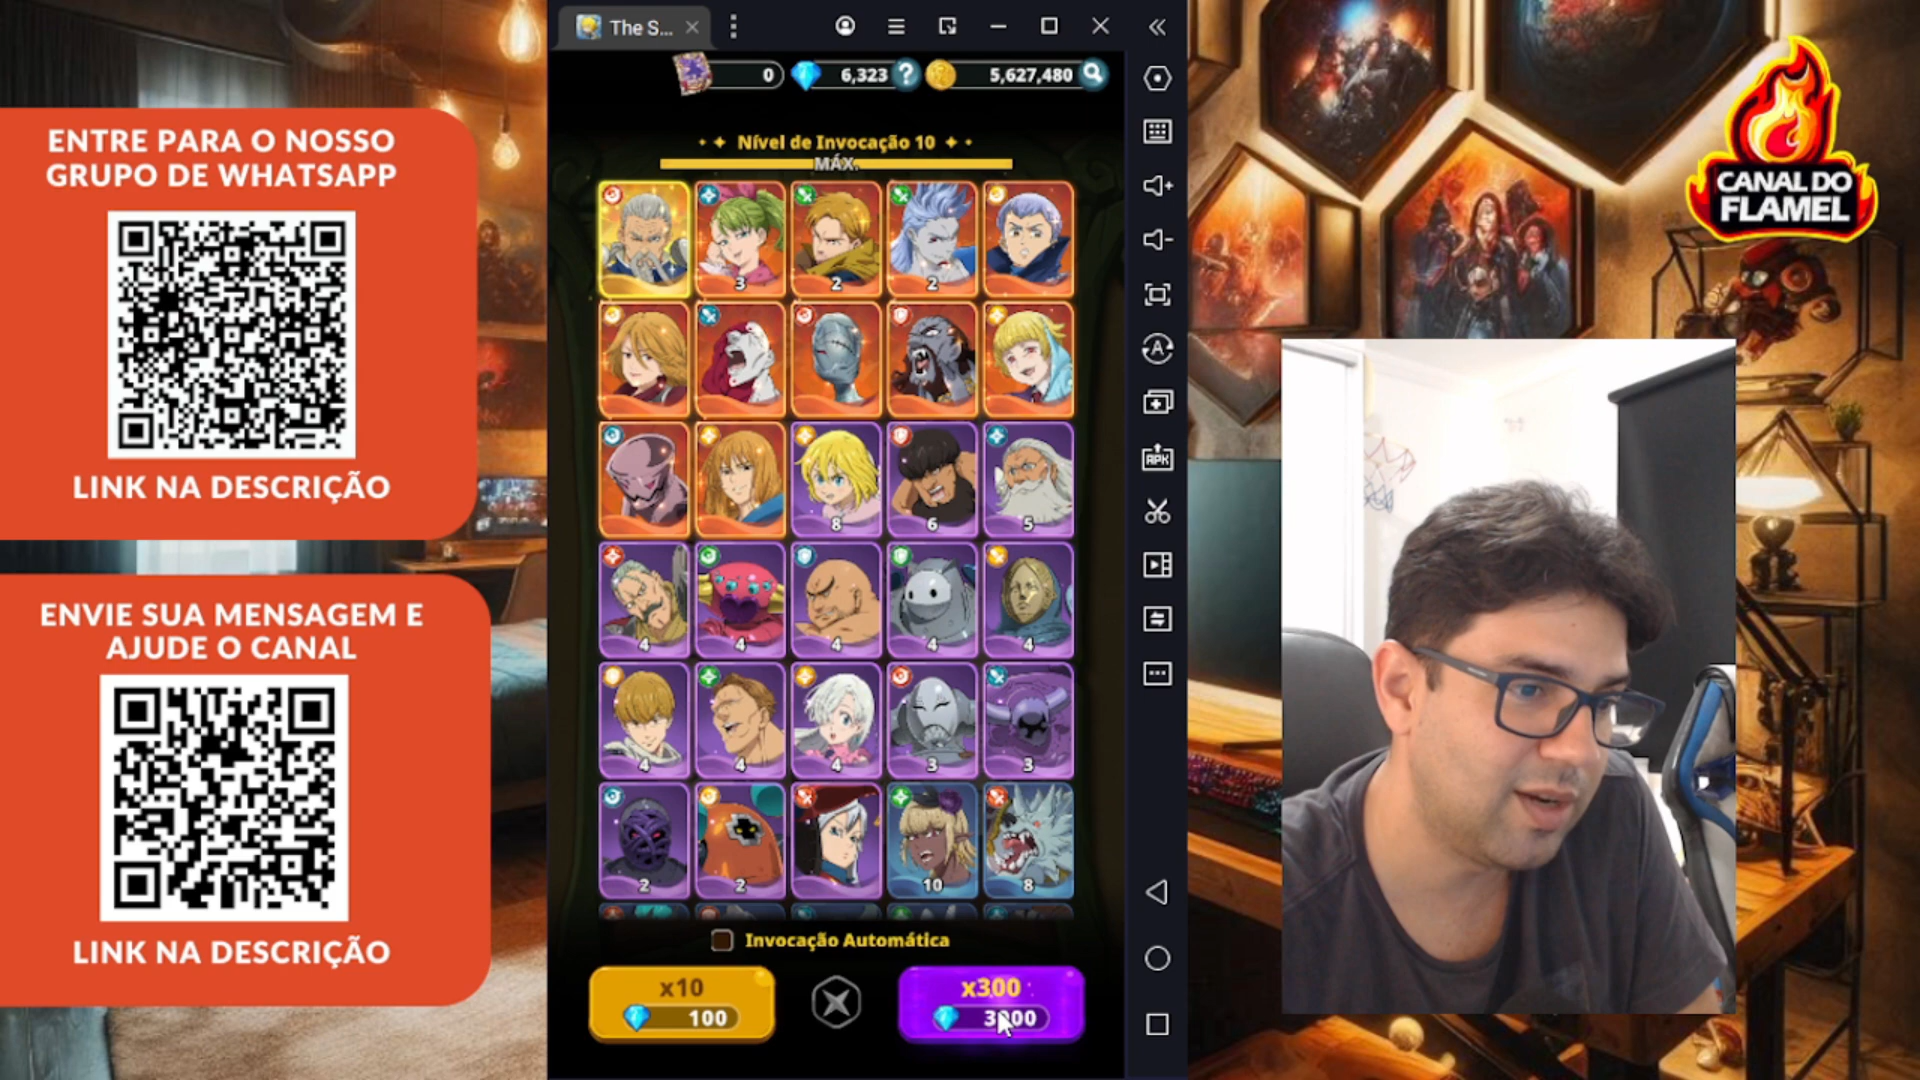 ENTRE PARA O NOSSO
GRUPO DE WHATSAPP
LINK NA DESCRIÇÃO
ENVIE SUA MENSAGEM E
AJUDE O CANAL
LINK NA DESCRIÇÃO
The S...
0
6,323
?
5,627,480
Nível de Invocação 10
MÁX.
3
2
2
8
6
5
4
4
4
4
4
4
4
4
3
3
2
2
10
8
Invocação Automática
x10
100
x300
3000
A
APK
CANAL DO
FLAMEL